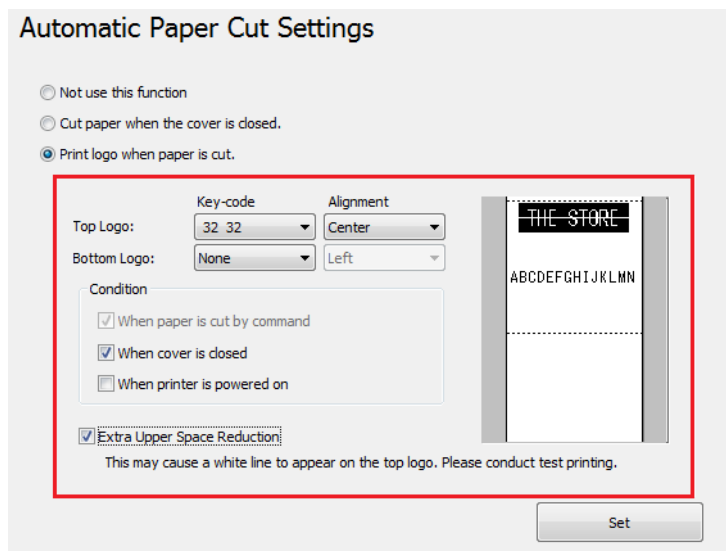 Automatic Paper Cut Settings
Not use this function
Cut paper when the cover is closed.
Print logo when paper is cut.
Key-code Alignment
Top Logo: 32 32 Center
Bottom Logo: None Left
Condition
When paper is cut by command
When cover is closed
When printer is powered on
Extra Upper Space Reduction
This may cause a white line to appear on the top logo. Please conduct test printing.
THE STORE
ABCDEFGHIJKLMN
Set